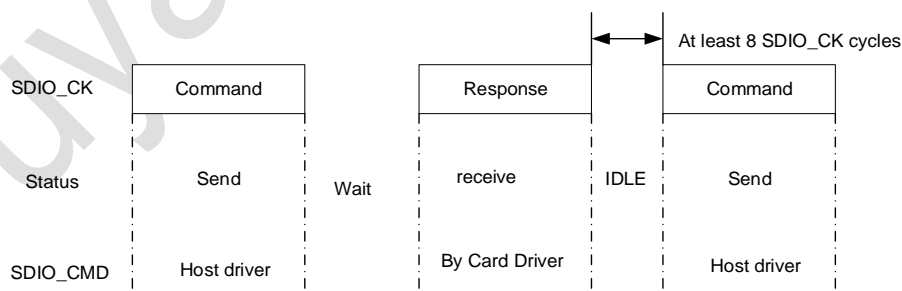 At least 8 SDIO_CK cycles
SDIO_CK Command Response Command
Status Send Wait receive IDLE Send
SDIO_CMD Host driver By Card Driver Host driver